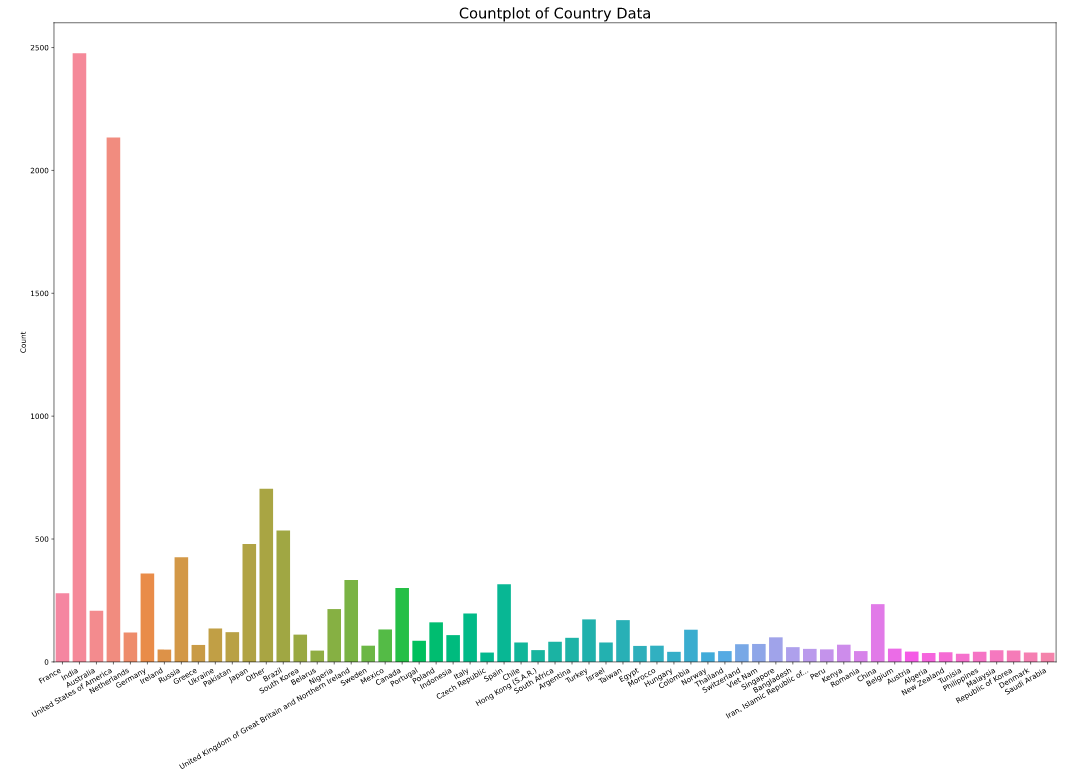 Countplot of Country Data
2500
2000
1500
1000
500
0
Count
France
India
Australia
United States of America
Netherlands
Germany
Ireland
Russia
Greece
Ukraine
Pakistan
Japan
Other
Brazil
South Korea
Belarus
Nigeria
United Kingdom of Great Britain and Northern Ireland
Sweden
Mexico
Canada
Portugal
Poland
Indonesia
Italy
Czech Republic
Spain
Chile
Hong Kong (S.A.R.)
South Africa
Argentina
Turkey
Israel
Taiwan
Egypt
Morocco
Hungary
Colombia
Norway
Thailand
Switzerland
Viet Nam
Singapore
Bangladesh
Iran, Islamic Republic of...
Peru
Kenya
Romania
China
Belgium
Austria
Algeria
New Zealand
Tunisia
Philippines
Malaysia
Republic of Korea
Denmark
Saudi Arabia